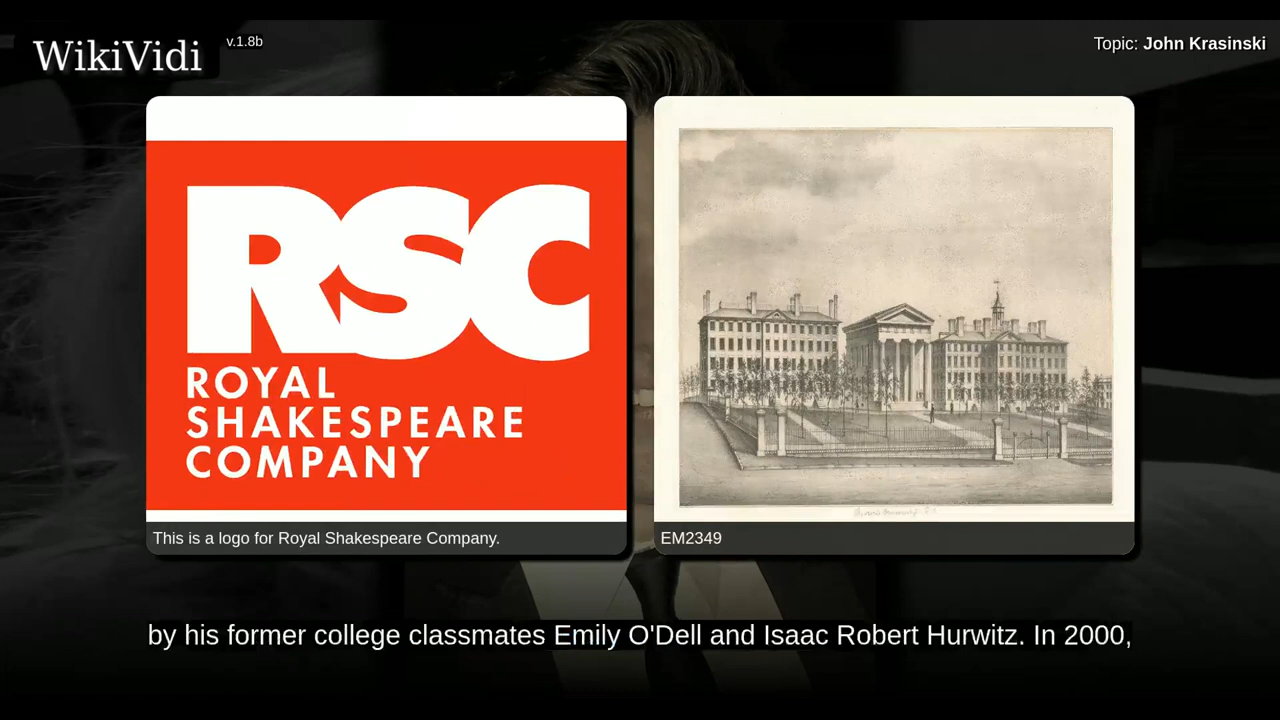 WikiVidi
v.1.8b
Topic: John Krasinski
RSC
ROYAL
SHAKESPEARE
COMPANY
This is a logo for Royal Shakespeare Company.
EM2349
by his former college classmates Emily O'Dell and Isaac Robert Hurwitz. In 2000,